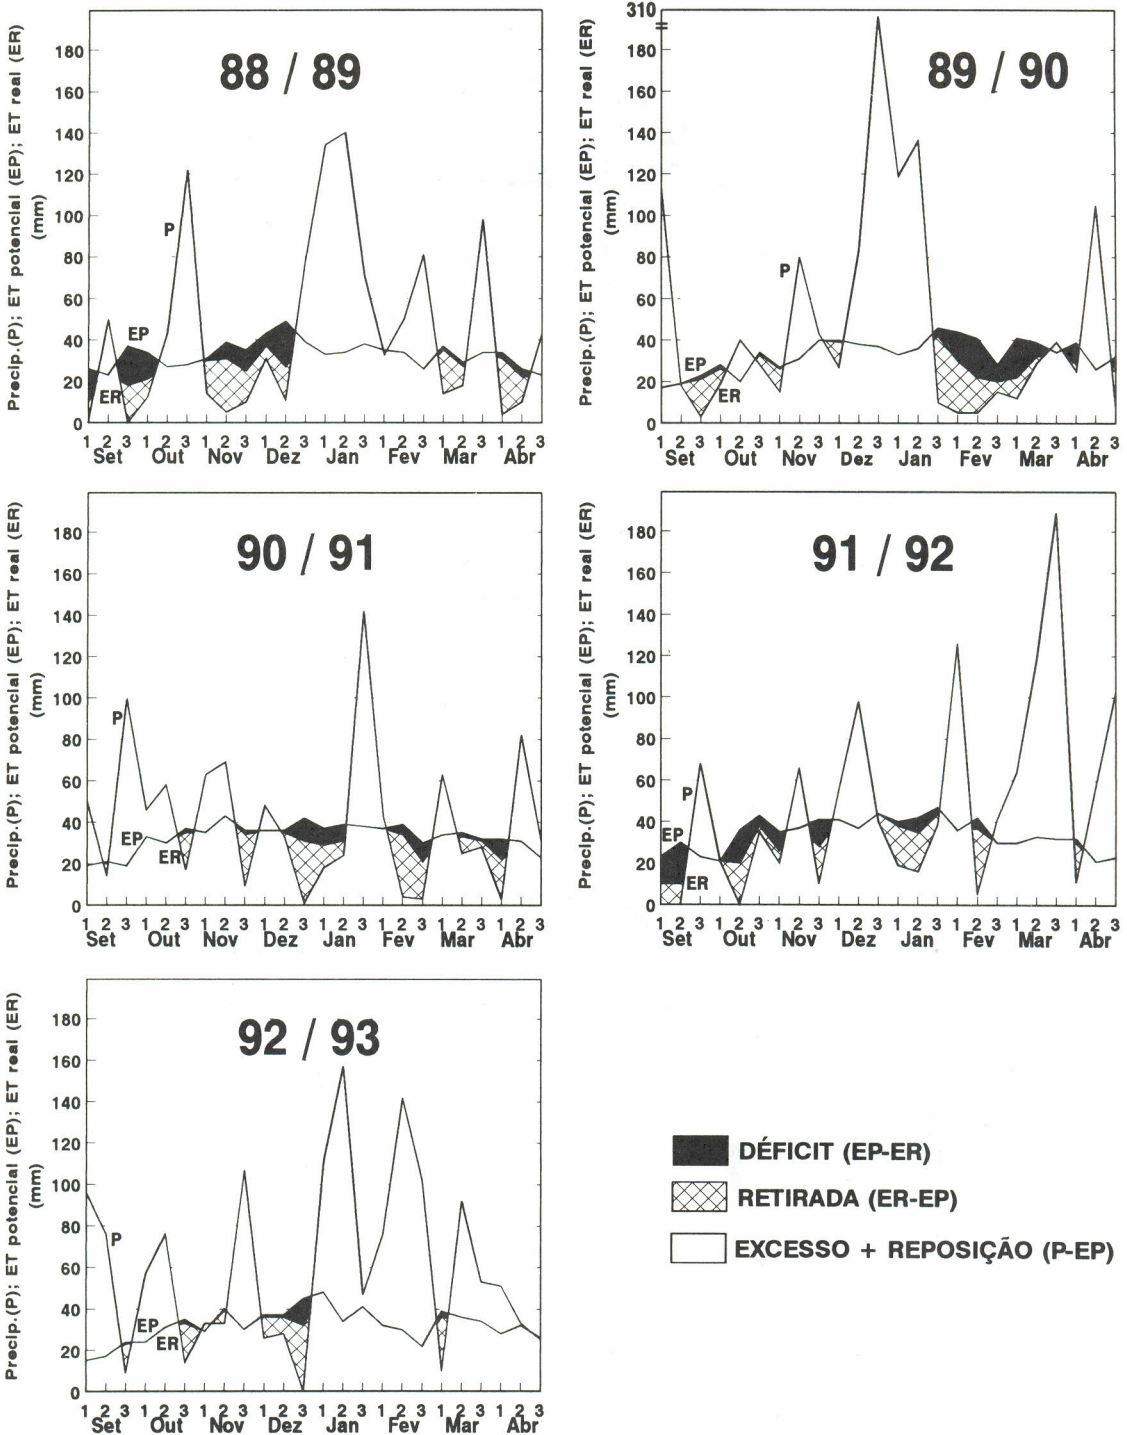 Precip.(P); ET potencial (EP); ET real (ER)
(mm)
88 / 89
180
160
140
120
100
80
60
40
20
0
P
EP
ER
1 2 3 1 2 3 1 2 3 1 2 3 1 2 3 1 2 3 1 2 3 1 2 3
Set Out Nov Dez Jan Fev Mar Abr
Precip.(P); ET potencial (EP); ET real (ER)
(mm)
89 / 90
310
180
160
140
120
100
80
60
40
20
0
P
EP
ER
1 2 3 1 2 3 1 2 3 1 2 3 1 2 3 1 2 3 1 2 3 1 2 3
Set Out Nov Dez Jan Fev Mar Abr
Precip.(P); ET potencial (EP); ET real (ER)
(mm)
90 / 91
180
160
140
120
100
80
60
40
20
0
P
EP
ER
1 2 3 1 2 3 1 2 3 1 2 3 1 2 3 1 2 3 1 2 3 1 2 3
Set Out Nov Dez Jan Fev Mar Abr
Precip.(P); ET potencial (EP); ET real (ER)
(mm)
91 / 92
180
160
140
120
100
80
60
40
20
0
P
EP
ER
1 2 3 1 2 3 1 2 3 1 2 3 1 2 3 1 2 3 1 2 3 1 2 3
Set Out Nov Dez Jan Fev Mar Abr
Precip.(P); ET potencial (EP); ET real (ER)
(mm)
92 / 93
180
160
140
120
100
80
60
40
20
0
P
EP
ER
1 2 3 1 2 3 1 2 3 1 2 3 1 2 3 1 2 3 1 2 3 1 2 3
Set Out Nov Dez Jan Fev Mar Abr
DÉFICIT (EP-ER)
RETIRADA (ER-EP)
EXCESSO + REPOSIÇÃO (P-EP)